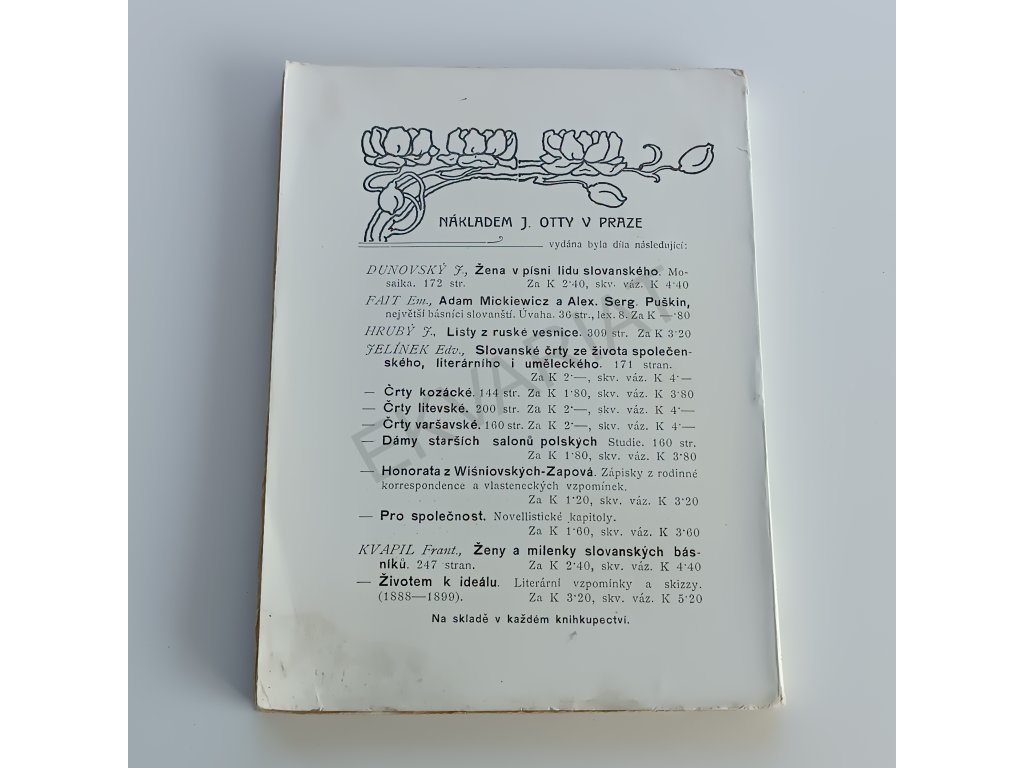 NÁKLADEM J. OTTY V PRAZE
vydána byla díla následující:
DUNOVSKÝ J., Žena v písni lidu slovanského. Mo-
saika. 172 str. Za K 2·40, skv. váz. K 4·40
FAIT Em., Adam Mickiewicz a Alex. Serg. Puškin,
největší básníci slovanští. Úvaha. 36 str., lex. 8. Za K —·80
HRUBÝ J., Listy z ruské vesnice. 309 str. Za K 3·20
JELÍNEK Edv., Slovanské črty ze života společen-
ského, literárního i uměleckého. 171 stran.
Za K 2·—, skv. váz. K 4·—
— Črty kozácké. 144 str. Za K 1·80, skv. váz. K 3·80
— Črty litevské. 200 str. Za K 2·—, skv. váz. K 4·—
— Črty varšavské. 160 str. Za K 2·—, skv. váz. K 4·—
— Dámy starších salonů polských Studie. 160 str.
Za K 1·80, skv. váz. K 3·80
— Honorata z Wiśniovských-Zapová. Zápisky z rodinné
korrespondence a vlasteneckých vzpomínek.
Za K 1·20, skv. váz. K 3·20
— Pro společnost. Novellistické kapitoly.
Za K 1·60, skv. váz. K 3·60
KVAPIL Frant., Ženy a milenky slovanských bás-
níků. 247 stran. Za K 2·40, skv. váz. K 4·40
— Životem k ideálu. Literární vzpomínky a skizzy.
(1888—1899). Za K 3·20, skv. váz. K 5·20
Na skladě v každém knihkupectví.
EKVARIAT